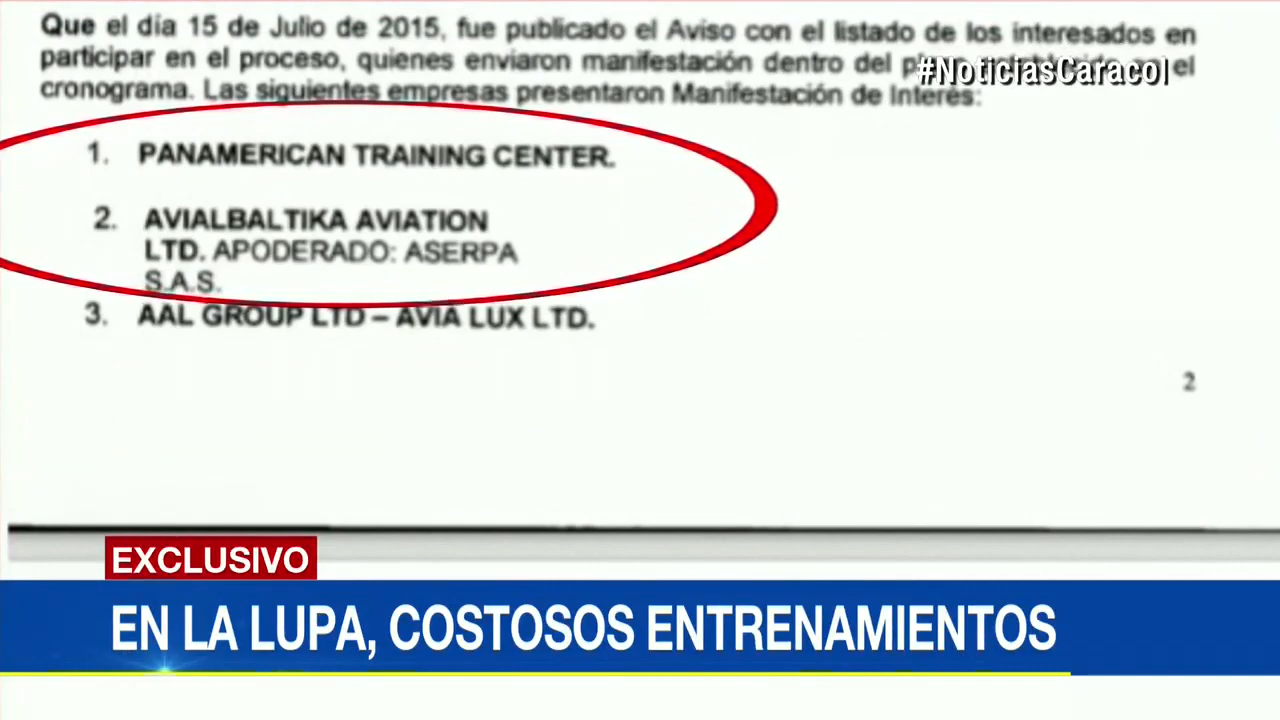 Que el día 15 de Julio de 2015, fue publicado el Aviso con el listado de los interesados en
participar en el proceso, quienes enviaron manifestación dentro del el
#NoticiasCaracol
cronograma. Las siguientes empresas presentaron Manifestación de Interés:
1. PANAMERICAN TRAINING CENTER.
2. AVIALBALTIKA AVIATION
LTD. APODERADO: ASERPA
S.A.S.
3. AAL GROUP LTD – AVIA LUX LTD.
2
EXCLUSIVO
EN LA LUPA, COSTOSOS ENTRENAMIENTOS